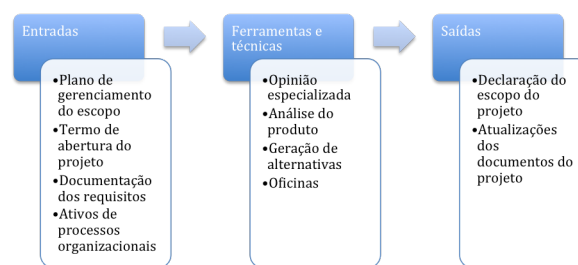 Entradas
•Plano de
gerenciamento
do escopo
•Termo de
abertura do
projeto
•Documentação
dos requisitos
•Ativos de
processos
organizacionais
Ferramentas e
técnicas
•Opinião
especializada
•Análise do
produto
•Geração de
alternativas
•Oficinas
Saídas
•Declaração do
escopo do
projeto
•Atualizações
dos
documentos do
projeto